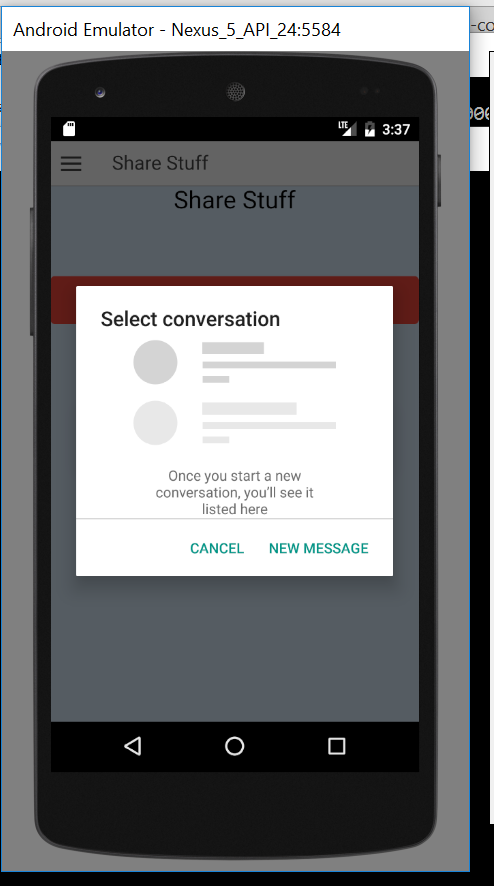 Android Emulator - Nexus_5_API_24:5584
LTE 3:37
Share Stuff
Share Stuff
Select conversation
Once you start a new
conversation, you'll see it
listed here
CANCEL NEW MESSAGE